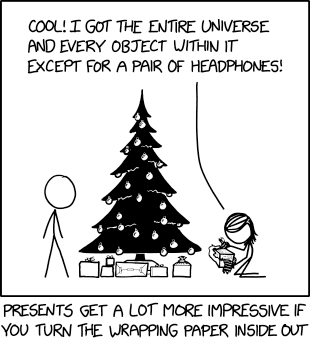 COOL! I GOT THE ENTIRE UNIVERSE
AND EVERY OBJECT WITHIN IT
EXCEPT FOR A PAIR OF HEADPHONES!
PRESENTS GET A LOT MORE IMPRESSIVE IF
YOU TURN THE WRAPPING PAPER INSIDE OUT